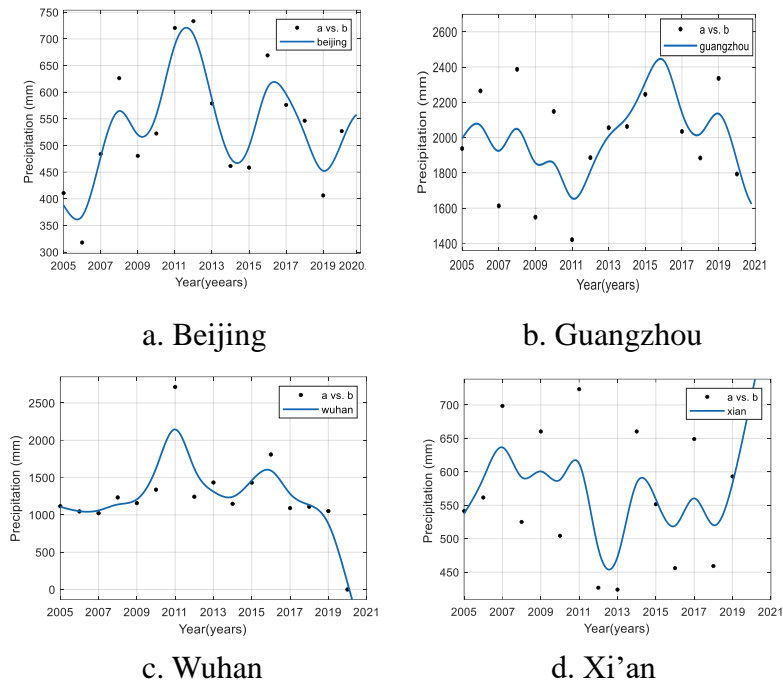 750
700
650
600
550
500
450
400
350
300
Precipitation (mm)
a vs. b
beijing
2005 2007 2009 2011 2013 2015 2017 2019 2020.
Year(yeears)
a. Beijing
2600
2400
2200
2000
1800
1600
1400
Precipitation (mm)
a vs. b
guangzhou
2005 2007 2009 2011 2013 2015 2017 2019 2021
Year(years)
b. Guangzhou
2500
2000
1500
1000
500
0
Precipitation (mm)
a vs. b
wuhan
2005 2007 2009 2011 2013 2015 2017 2019 2021
Year(years)
c. Wuhan
700
650
600
550
500
450
Precipitation (mm)
a vs. b
xian
2005 2007 2009 2011 2013 2015 2017 2019 2021
Year(years)
d. Xi’an